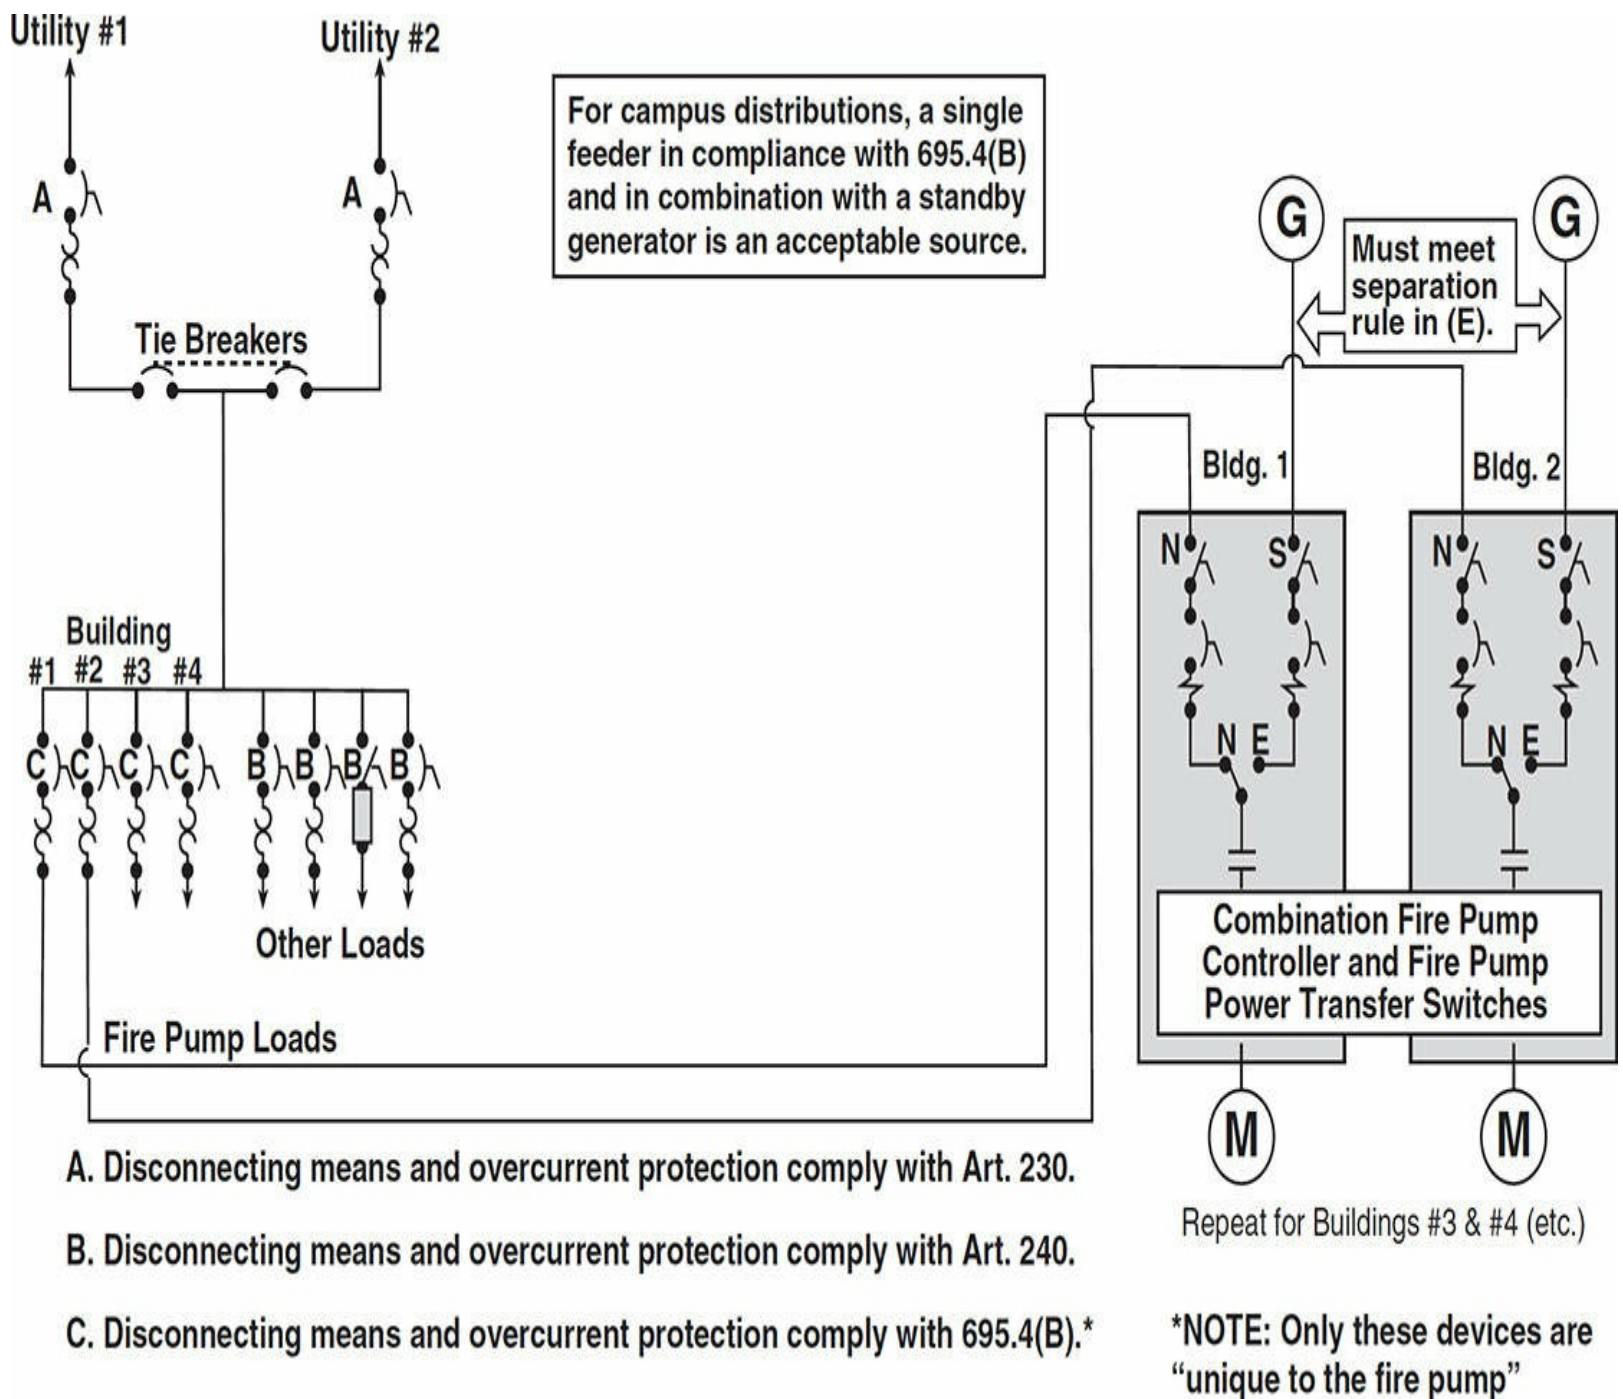 Utility #1
Utility #2
For campus distributions, a single
feeder in compliance with 695.4(B)
and in combination with a standby
generator is an acceptable source.
G
G
Must meet
separation
rule in (E).
A
A
Tie Breakers
Bldg. 1
Bldg. 2
N
S
N
S
Building
#1 #2 #3 #4
C C C C B B B B
N E
N E
Other Loads
Combination Fire Pump
Controller and Fire Pump
Power Transfer Switches
Fire Pump Loads
M
M
A. Disconnecting means and overcurrent protection comply with Art. 230.
Repeat for Buildings #3 & #4 (etc.)
B. Disconnecting means and overcurrent protection comply with Art. 240.
C. Disconnecting means and overcurrent protection comply with 695.4(B).*
*NOTE: Only these devices are
“unique to the fire pump”